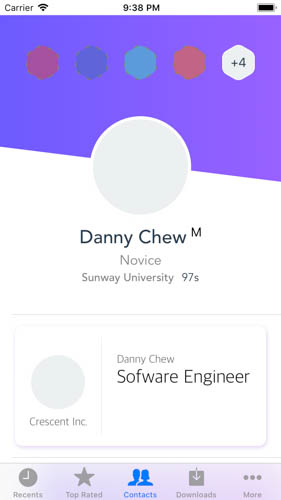 Carrier 9:38 PM
+4
Danny Chew M
Novice
Sunway University 97s
Danny Chew
Sofware Engineer
Crescent Inc.
Recents Top Rated Contacts Downloads More